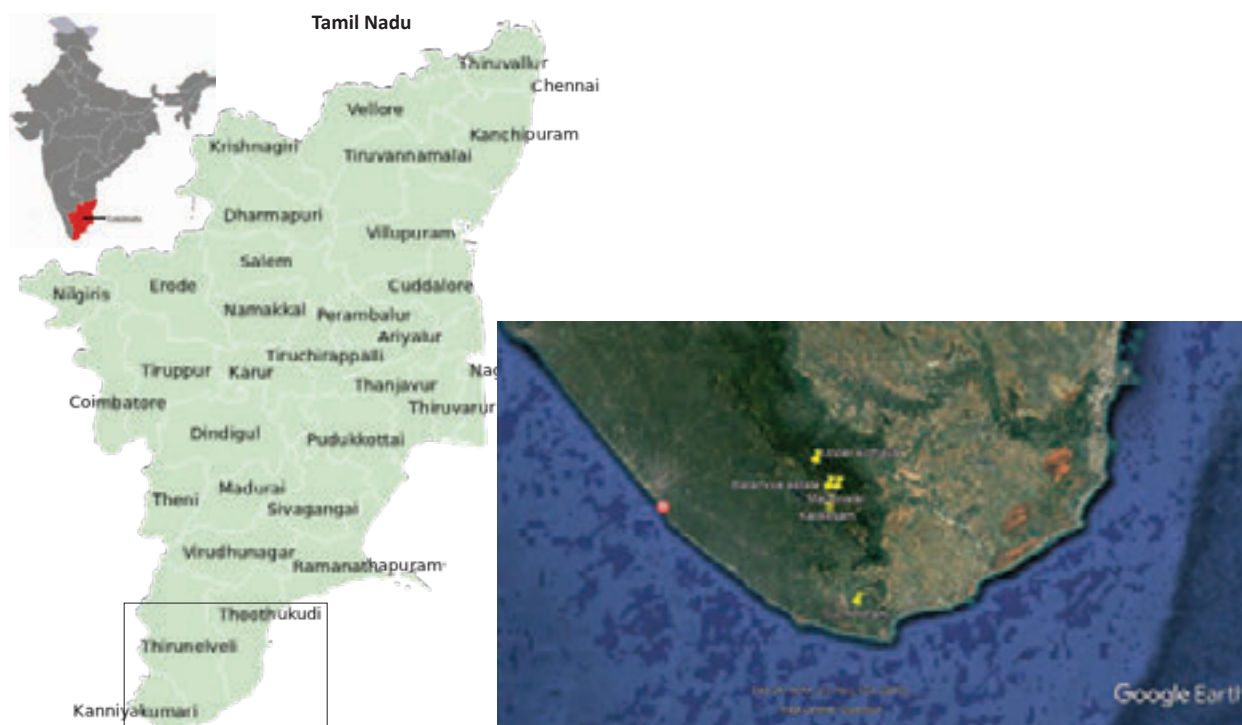 Tamil Nadu
Thiruvallur
Chennai
Vellore
Kanchipuram
Krishnagiri
Tiruvannamalai
Dharmapuri
Villupuram
Salem
Erode
Cuddalore
Nilgiris
Namakkal
Perambalur
Ariyalur
Tiruchirappalli
Tiruppur
Karur
Nag
Thanjavur
Coimbatore
Thiruvarur
Dindigul
Pudukkottai
Madurai
Theni
Sivagangai
Virudhunagar
Ramanathapuram
Thoothukudi
Thirunelveli
Kanniyakumari
Google Earth